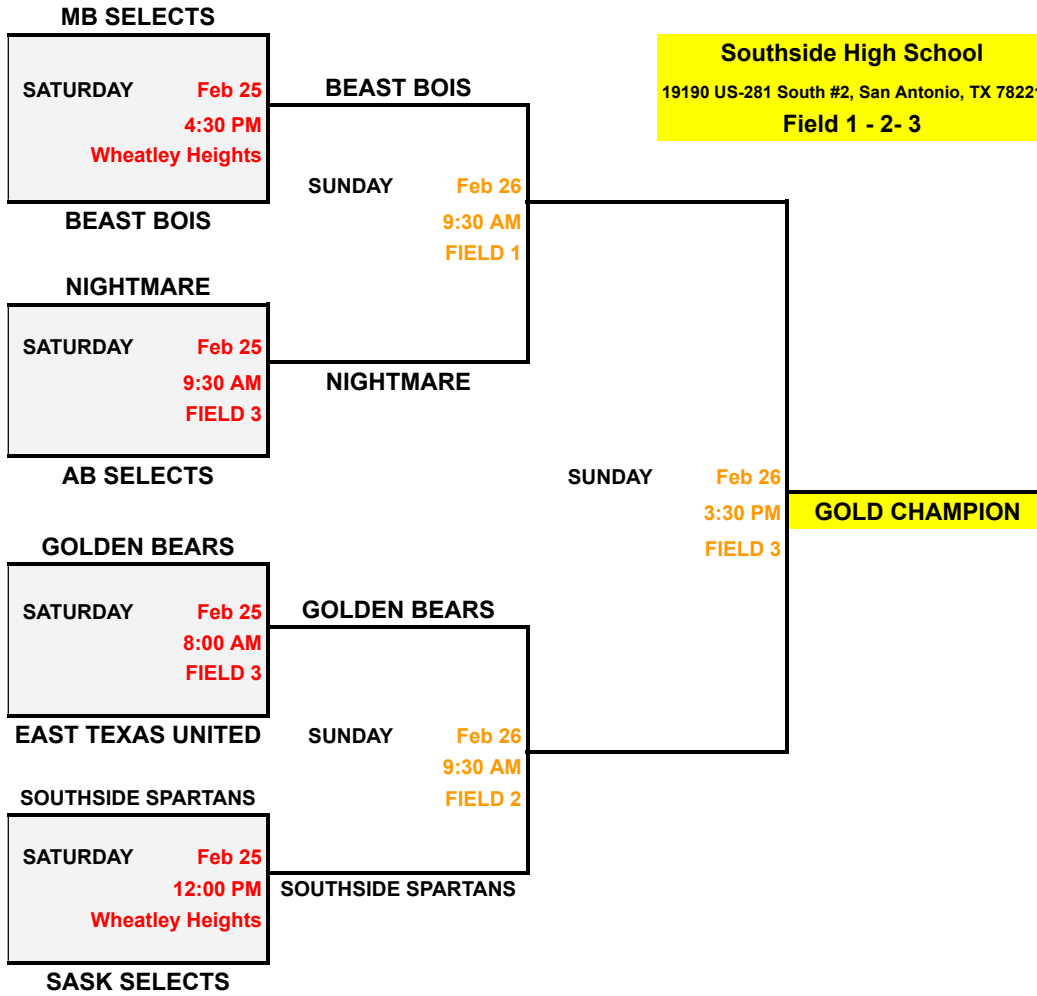 MB SELECTS
SATURDAY Feb 25
4:30 PM
Wheatley Heights
BEAST BOIS
NIGHTMARE
SATURDAY Feb 25
9:30 AM
FIELD 3
AB SELECTS
GOLDEN BEARS
SATURDAY Feb 25
8:00 AM
FIELD 3
EAST TEXAS UNITED
SOUTHSIDE SPARTANS
SATURDAY Feb 25
12:00 PM
Wheatley Heights
SASK SELECTS
BEAST BOIS
SUNDAY Feb 26
9:30 AM
FIELD 1
NIGHTMARE
GOLDEN BEARS
SUNDAY Feb 26
9:30 AM
FIELD 2
SOUTHSIDE SPARTANS
Southside High School
19190 US-281 South #2, San Antonio, TX 7822
Field 1 - 2- 3
SUNDAY Feb 26
3:30 PM
FIELD 3
GOLD CHAMPION